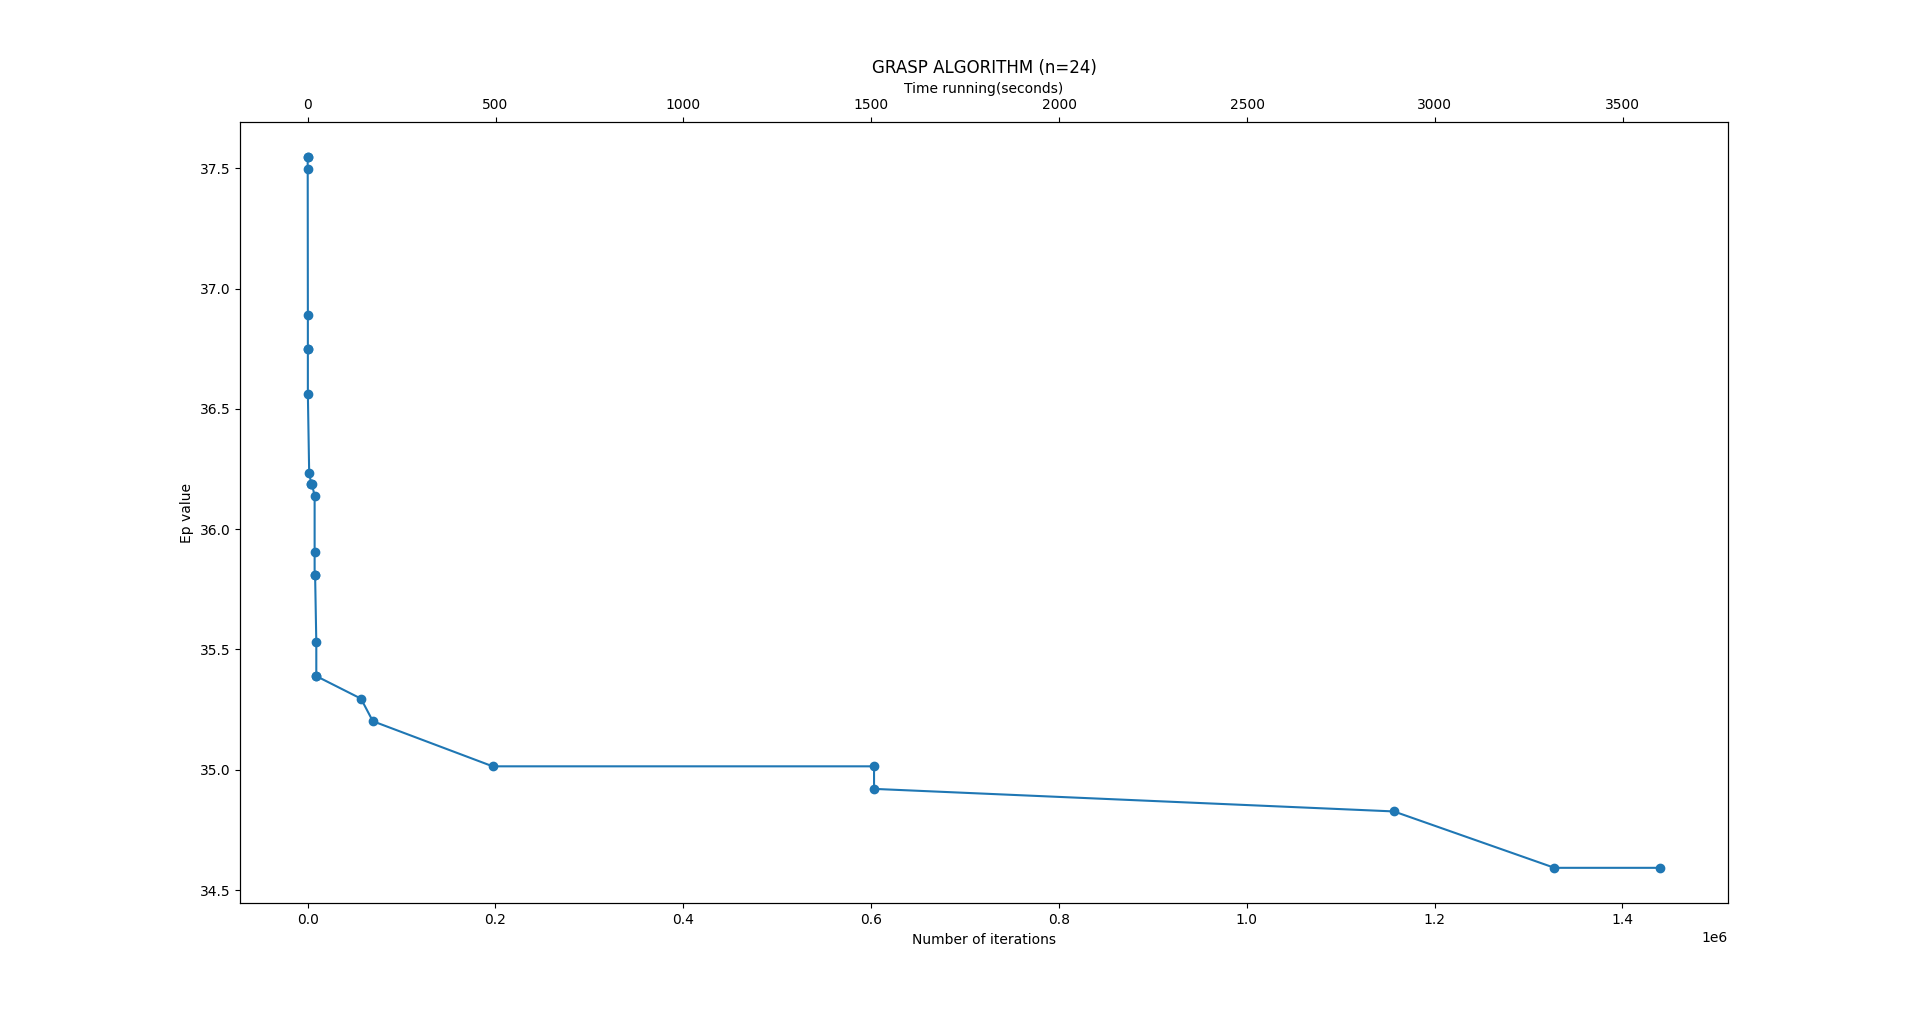 GRASP ALGORITHM (n=24)
Time running(seconds)
0 500 1000 1500 2000 2500 3000 3500
37.5
37.0
36.5
36.0
35.5
35.0
34.5
Ep value
0.0 0.2 0.4 0.6 0.8 1.0 1.2 1.4
Number of iterations
1e6